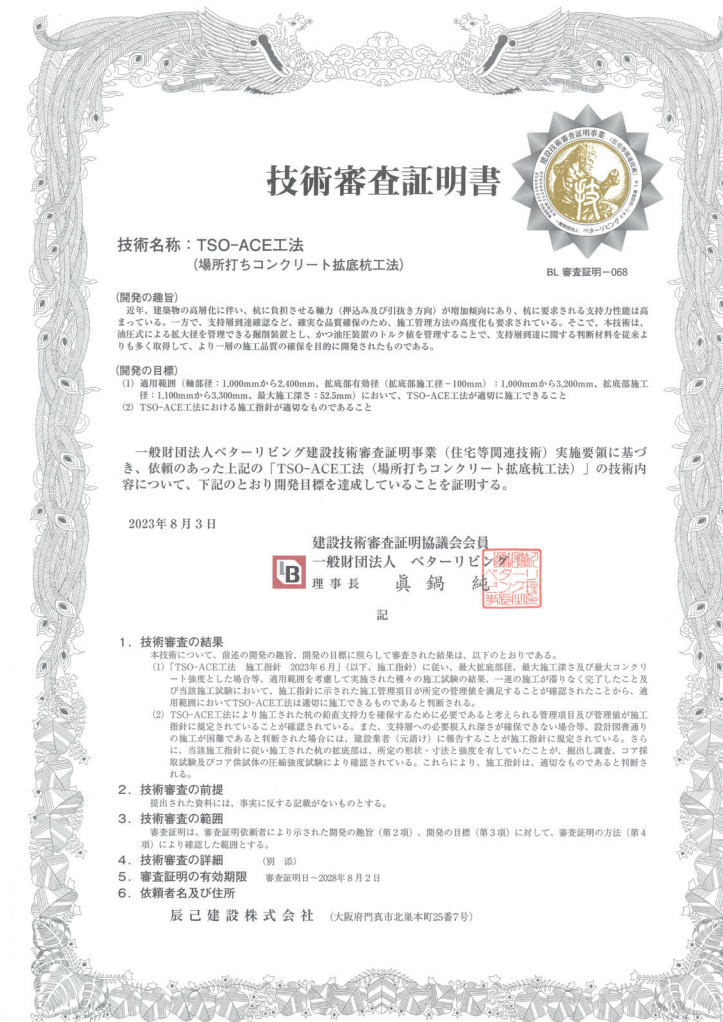 技術審査証明書
建設技術審査証明事業（住宅等関連技術）
技
一般財団法人 ベターリビング
BL 審査証明－068
技術名称：TSO-ACE工法
（場所打ちコンクリート拡底杭工法）
（開発の趣旨）
近年、建築物の高層化に伴い、杭に負担させる軸力（押込み及び引抜き方向）が増加傾向にあり、杭に要求される支持力性能は高
まっている。一方で、支持層到達確認など、確実な品質確保のため、施工管理方法の高度化も要求されている。そこで、本技術は、
油圧式による拡大径を管理できる掘削装置とし、かつ油圧装置のトルク値を管理することで、支持層到達に関する判断材料を従来よ
りも多く取得して、より一層の施工品質の確保を目的に開発されたものである。
（開発の目標）
（1）適用範囲（軸部径：1,000mmから2,400mm、拡底部有効径（拡底部施工径－100mm）：1,000mmから3,200mm、拡底部施工
径：1,100mmから3,300mm、最大施工深さ：52.5mm）において、TSO-ACE工法が適切に施工できること
（2）TSO-ACE工法における施工指針が適切なものであること
一般財団法人ベターリビング建設技術審査証明事業（住宅等関連技術）実施要領に基づ
き、依頼のあった上記の「TSO-ACE工法（場所打ちコンクリート拡底杭工法）」の技術内
容について、下記のとおり開発目標を達成していることを証明する。
2023年８月３日
建設技術審査証明協議会会員
一般財団法人 ベターリビング
理事長 眞鍋 純
記
1．技術審査の結果
本技術について、前述の開発の趣旨、開発の目標に照らして審査された結果は、以下のとおりである。
（1）「TSO-ACE工法 施工指針 2023年６月」（以下、施工指針）に従い、最大拡底部径、最大施工深さ及び最大コンクリ
ート強度とした場合等、適用範囲を考慮して実施された種々の施工試験の結果、一連の施工が滞りなく完了したこと及
び当該施工試験において、施工指針に示された施工管理項目が所定の管理値を満足することが確認されたことから、適
用範囲においてTSO-ACE工法は適切に施工できるものであると判断される。
（2）TSO-ACE工法により施工された杭の鉛直支持力を確保するために必要であると考えられる管理項目及び管理値が施工
指針に規定されていることが確認されている。また、支持層への必要根入れ深さが確保できない場合等、設計図書通り
の施工が困難であると判断された場合には、建設業者（元請け）に報告することが施工指針に規定されている。さら
に、当該施工指針に従い施工された杭の拡底部は、所定の形状・寸法と強度を有していたことが、掘出し調査、コア採
取試験及びコア供試体の圧縮強度試験により確認されている。これらにより、施工指針は、適切なものであると判断さ
れる。
2．技術審査の前提
提出された資料には、事実に反する記載がないものとする。
3．技術審査の範囲
審査証明は、審査証明依頼者により示された開発の趣旨（第２項）、開発の目標（第３項）に対して、審査証明の方法（第４
項）により確認した範囲とする。
4．技術審査の詳細 （別 添）
5．審査証明の有効期限 審査証明日～2028年８月２日
6．依頼者名及び住所
辰己建設株式会社 （大阪府門真市北巣本町25番7号）